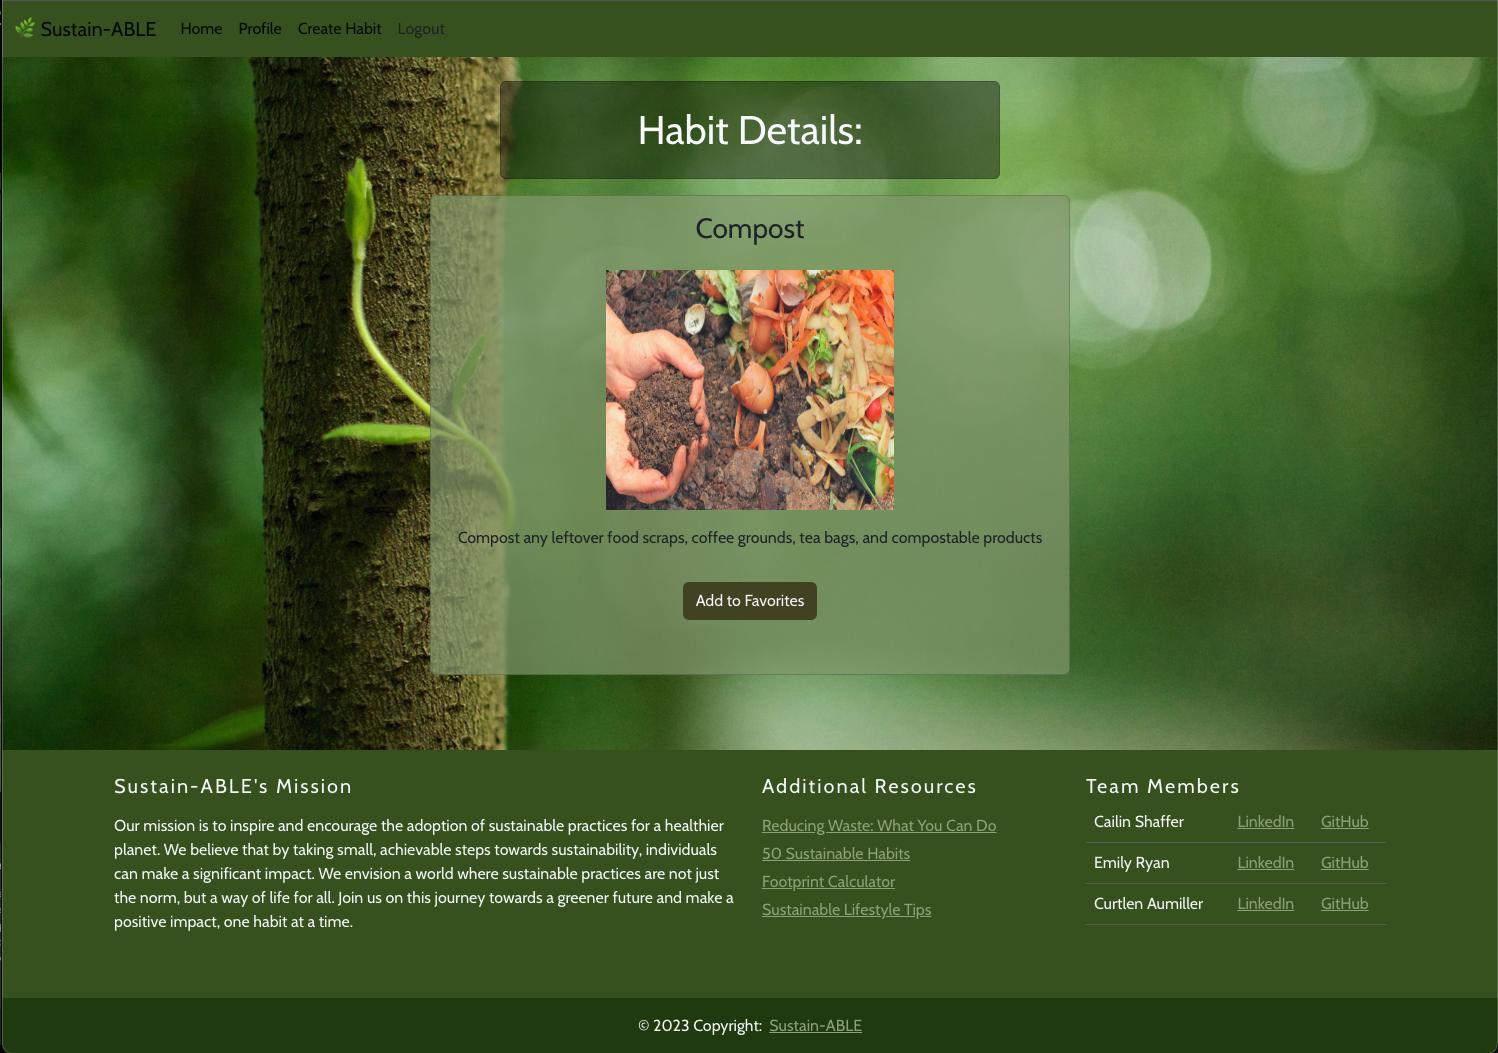 Sustain-ABLE Home Profile Create Habit Logout
Habit Details:
Compost
Compost any leftover food scraps, coffee grounds, tea bags, and compostable products
Add to Favorites
Sustain-ABLE's Mission
Our mission is to inspire and encourage the adoption of sustainable practices for a healthier
planet. We believe that by taking small, achievable steps towards sustainability, individuals
can make a significant impact. We envision a world where sustainable practices are not just
the norm, but a way of life for all. Join us on this journey towards a greener future and make a
positive impact, one habit at a time.
Additional Resources
Reducing Waste: What You Can Do
50 Sustainable Habits
Footprint Calculator
Sustainable Lifestyle Tips
Team Members
Cailin Shaffer LinkedIn GitHub
Emily Ryan LinkedIn GitHub
Curtlen Aumiller LinkedIn GitHub
© 2023 Copyright: Sustain-ABLE